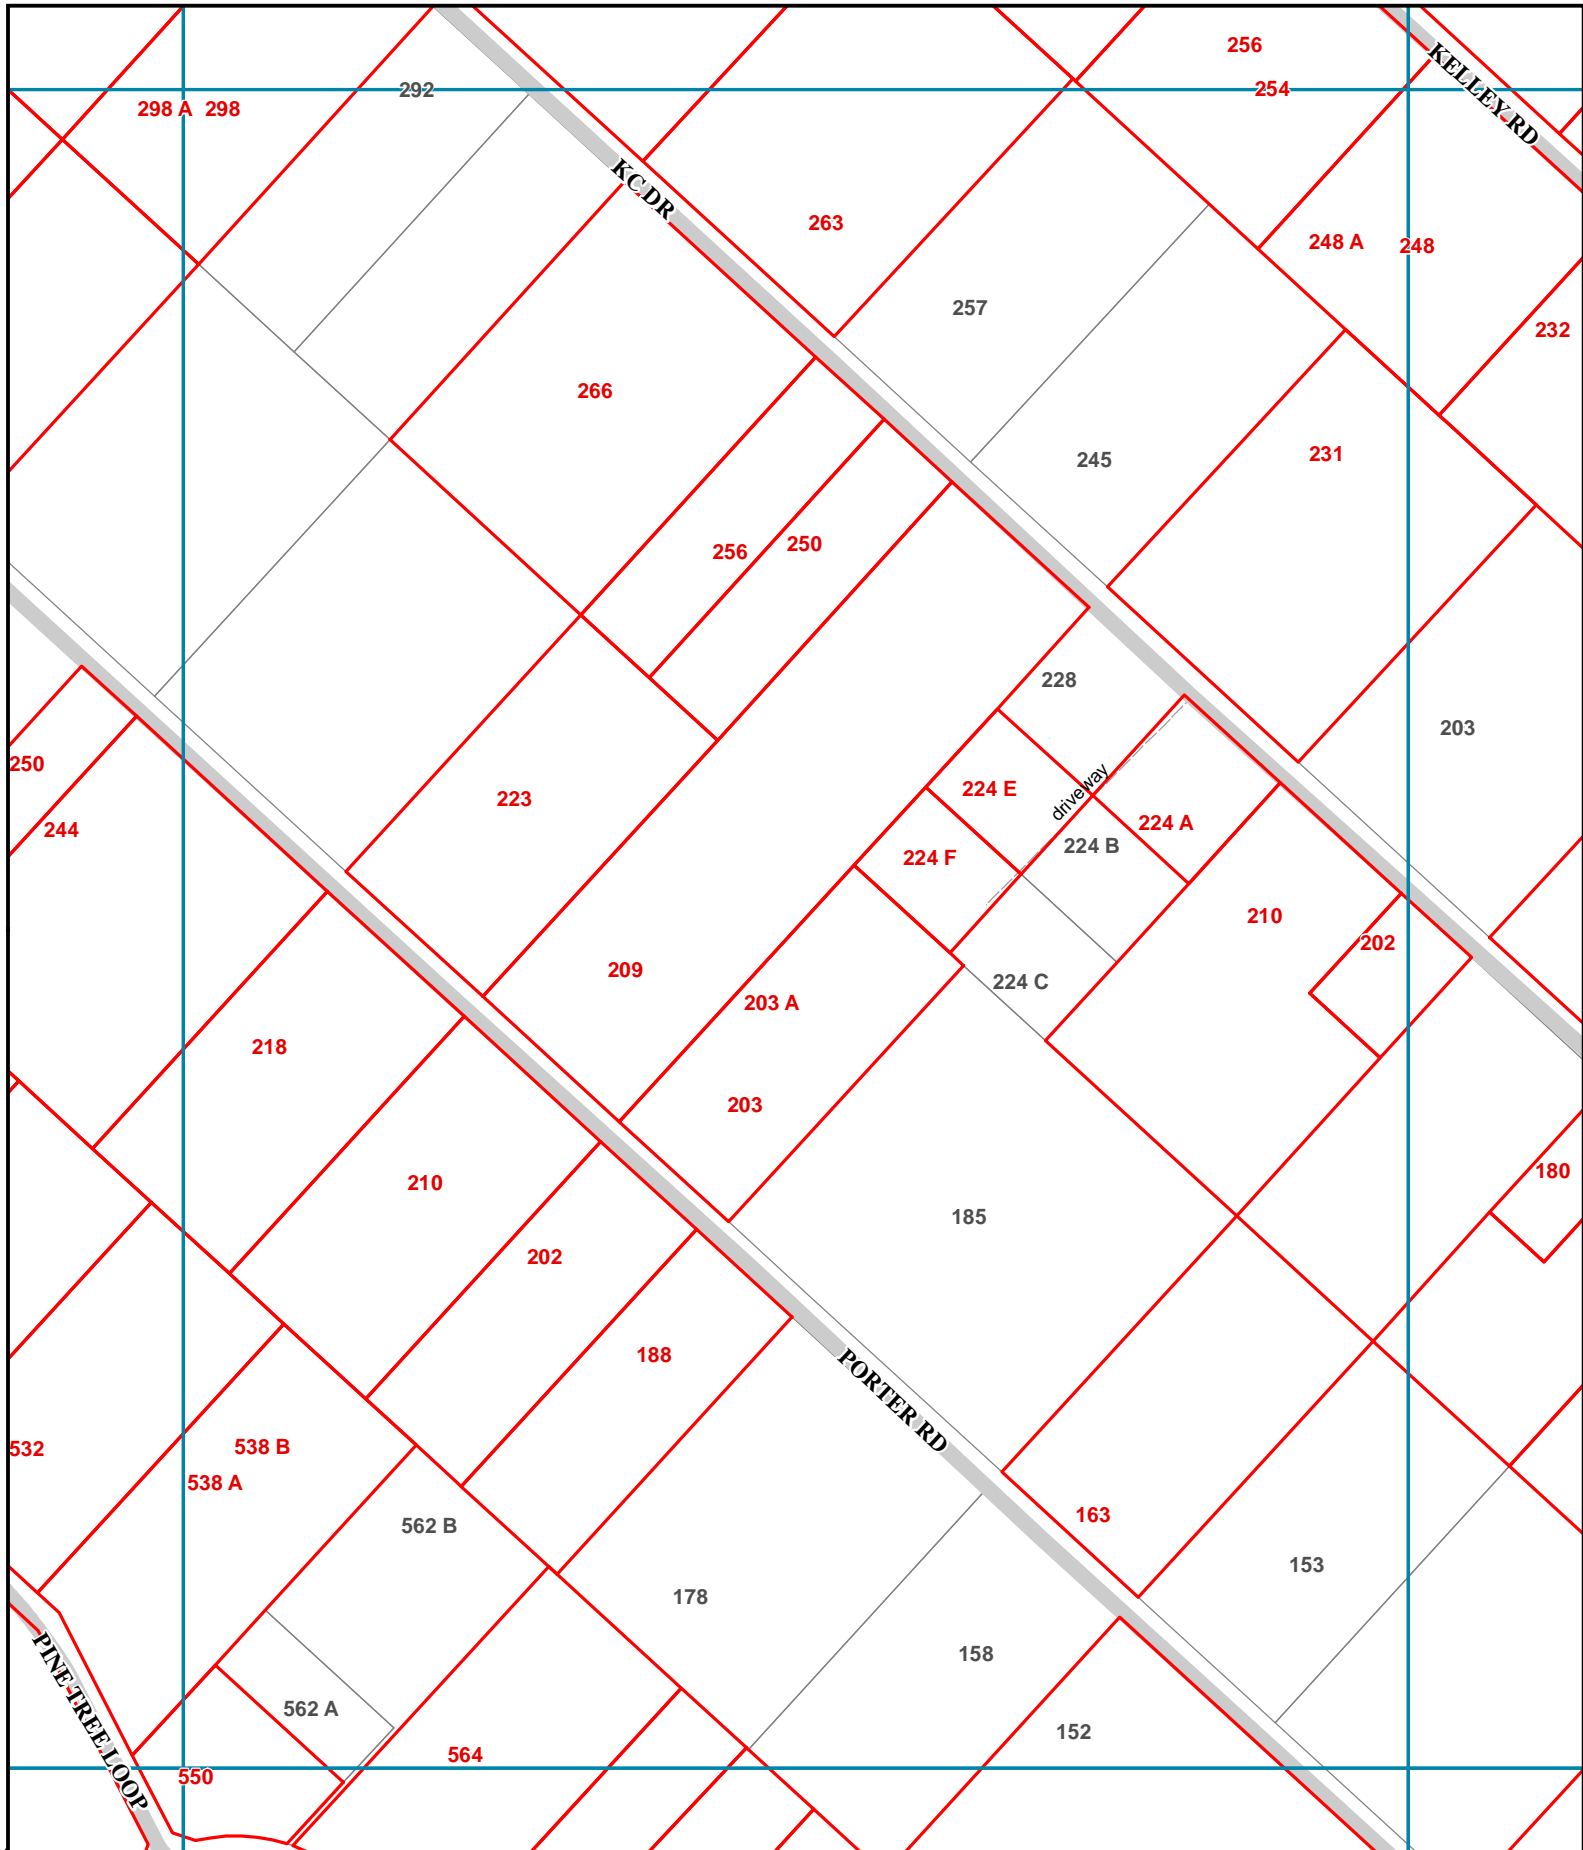 256
KELLEY RD
292
254
298 A 298
KC DR
263
248 A
248
257
232
266
231
245
256
250
228
203
250
driveway
224 E
223
224 A
244
224 B
224 F
210
202
209
224 C
203 A
218
203
180
210
185
202
188
PORTER RD
532
538 B
538 A
163
562 B
153
178
158
PINE TREE LOOP
562 A
152
564
550